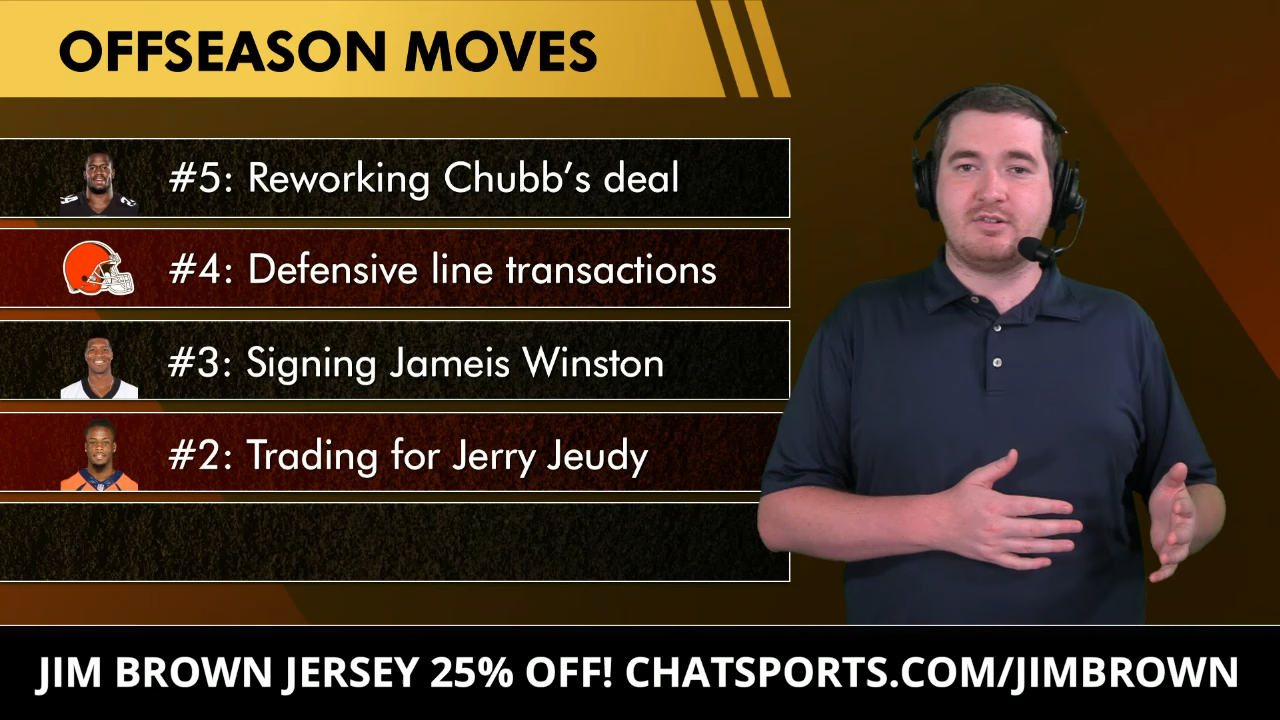 OFFSEASON MOVES
#5: Reworking Chubb’s deal
#4: Defensive line transactions
#3: Signing Jameis Winston
#2: Trading for Jerry Jeudy
JIM BROWN JERSEY 25% OFF! CHATSPORTS.COM/JIMBROWN